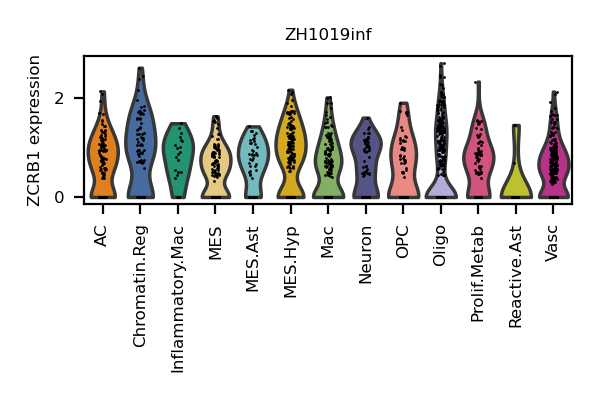 ZH1019inf
ZCRB1 expression
2
0
AC
Chromatin.Reg
Inflammatory.Mac
MES
MES.Ast
MES.Hyp
Mac
Neuron
OPC
Oligo
Prolif.Metab
Reactive.Ast
Vasc